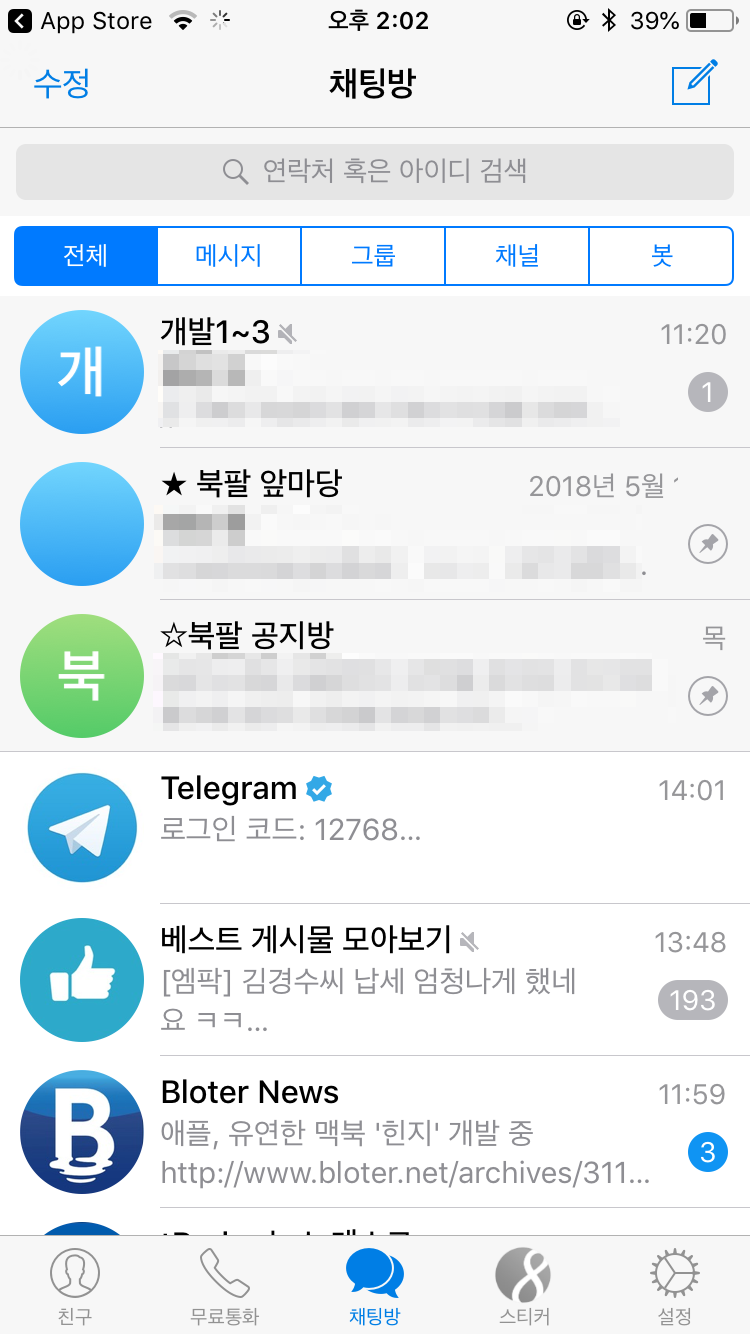 App Store 오후 2:02 39%
수정 채팅방
연락처 혹은 아이디 검색
전체 메시지 그룹 채널 봇
개 개발1~3 11:20
1
★ 북팔 앞마당 2018년 5월
북 ☆북팔 공지방 목
Telegram 14:01
로그인 코드: 12768...
베스트 게시물 모아보기 13:48
[엠팍] 김경수씨 납세 엄청나게 했네
요 ㅋㅋ... 193
B Bloter News 11:59
애플, 유연한 맥북 '힌지' 개발 중
http://www.bloter.net/archives/311... 3
친구 무료통화 채팅방 스티커 설정